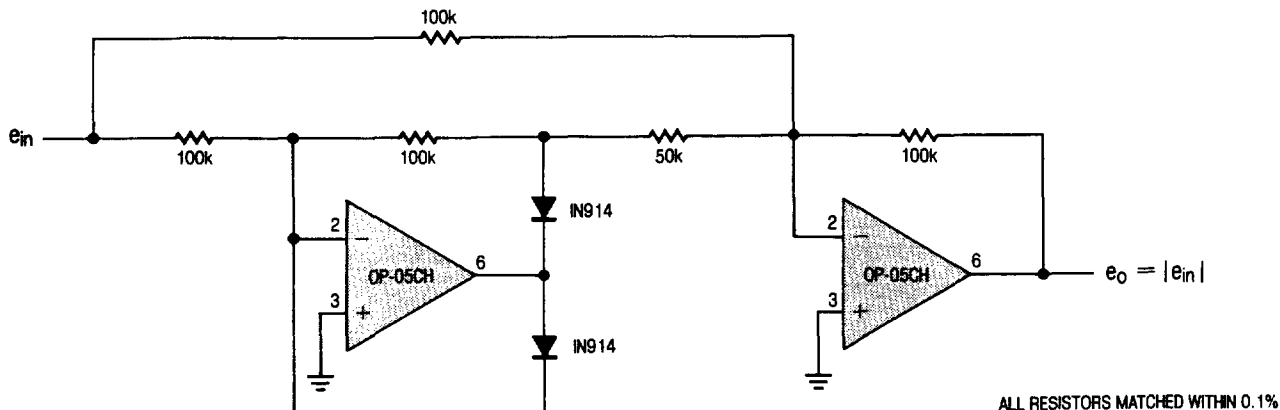 100k
e_in
100k
100k
50k
100k
IN914
2
−
OP-05CH
6
3
+
2
−
OP-05CH
6
3
+
e_o = |e_in|
IN914
ALL RESISTORS MATCHED WITHIN 0.1%